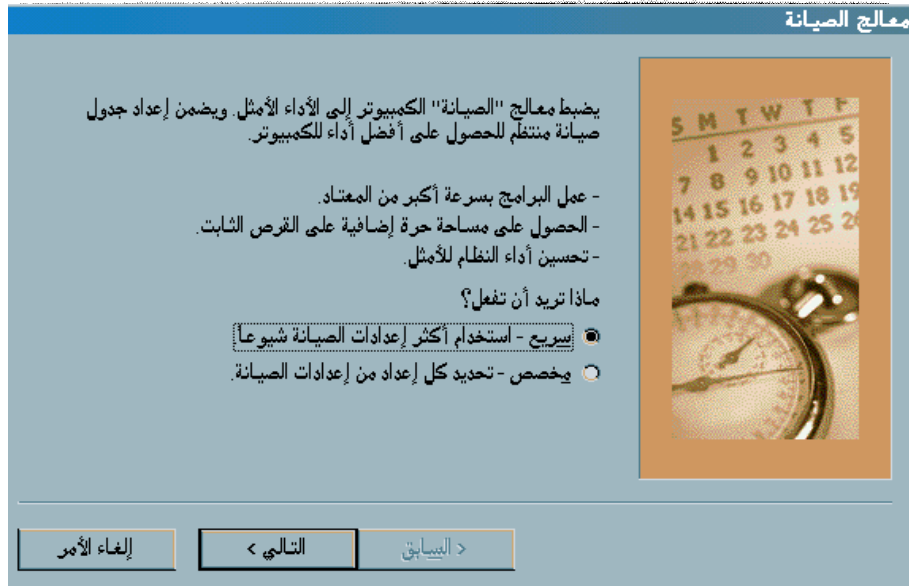 معالج الصيانة
يضبط معالج "الصيانة" الكمبيوتر إلى الأداء الأمثل. ويضمن إعداد جدول
صيانة منتظم للحصول على أفضل أداء للكمبيوتر.
- عمل البرامج بسرعة أكبر من المعتاد.
- الحصول على مساحة حرة إضافية على القرص الثابت.
- تحسين أداء النظام للأمثل.
ماذا تريد أن تفعل؟
سريع - استخدام أكثر إعدادات الصيانة شيوعاً.
مخصص - تحديد كل إعداد من إعدادات الصيانة.
S M T W T F
1 2 3 4 5
7 8 9 10 11 12
14 15 16 17 18 19
21 22 23 24 25 26
28 29 30
< السابق
التالي >
إلغاء الأمر